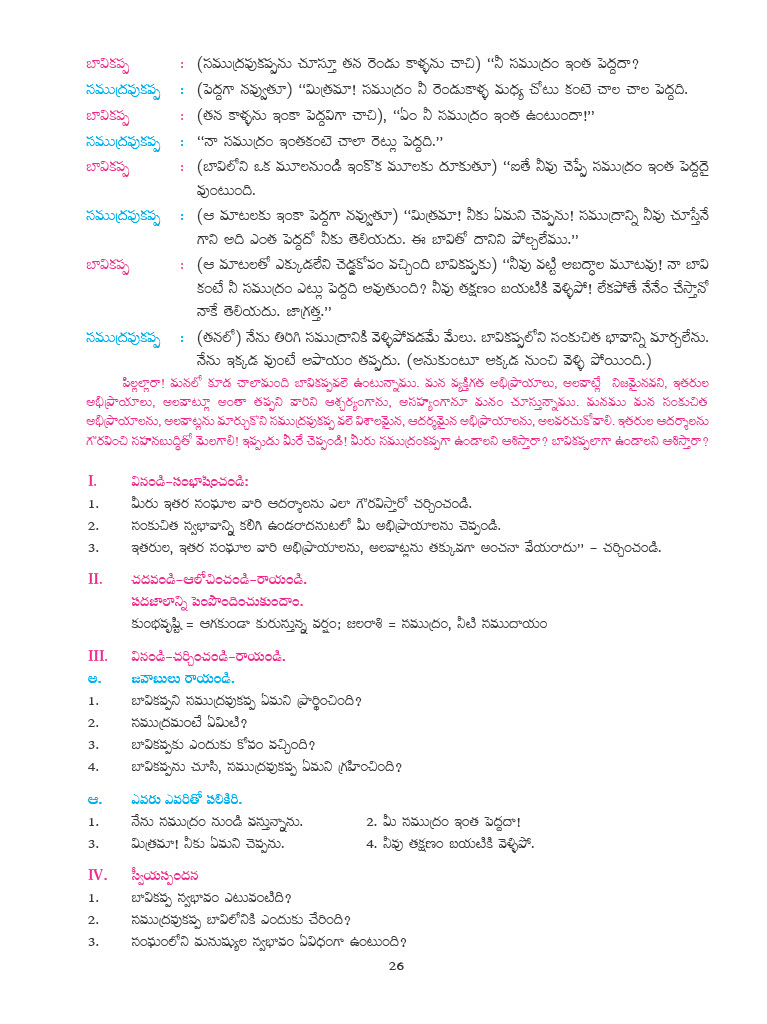 బావికప్ప : (సముద్రవుకప్పను చూస్తూ తన రెండు కాళ్ళను చాచి) “నీ సముద్రం ఇంత పెద్దదా?
సముద్రవుకప్ప : (పెద్దగా నవ్వుతూ) “మిత్రమా! సముద్రం నీ రెండుకాళ్ళ మధ్య చోటు కంటె చాల చాల పెద్దది.
బావికప్ప : (తన కాళ్ళను ఇంకా పెద్దవిగా చాచి), “ఏం నీ సముద్రం ఇంత ఉంటుందా!”
సముద్రవుకప్ప : “నా సముద్రం ఇంతకంటె చాలా రెట్లు పెద్దది.”
బావికప్ప : (బావిలోని ఒక మూలనుండి ఇంకొక మూలకు దూకుతూ) “ఐతే నీవు చెప్పే సముద్రం ఇంత పెద్దదై
వుంటుంది.
సముద్రవుకప్ప : (ఆ మాటలకు ఇంకా పెద్దగా నవ్వుతూ) “మిత్రమా! నీకు ఏమని చెప్పను! సముద్రాన్ని నీవు చూస్తేనే
గాని అది ఎంత పెద్దదో నీకు తెలియదు. ఈ బావితో దానిని పోల్చలేము.”
బావికప్ప : (ఆ మాటలతో ఎక్కుడలేని చెడ్డకోపం వచ్చింది బావికప్పకు) “నీవు వట్టి అబద్ధాల మూటవు! నా బావి
కంటే నీ సముద్రం ఎట్లు పెద్దది అవుతుంది? నీవు తక్షణం బయటికి వెళ్ళిపో! లేకపోతే నేనేం చేస్తానో
నాకే తెలియదు. జాగ్రత్త.”
సముద్రవుకప్ప : (తనలో) నేను తిరిగి సముద్రానికి వెళ్ళిపోవడమే మేలు. బావికప్పలోని సంకుచిత భావాన్ని మార్చలేను.
నేను ఇక్కడ వుంటే అపాయం తప్పదు. (అనుకుంటూ అక్కడ నుంచి వెళ్ళి పోయింది.)
పిల్లల్లారా! మనలో కూడ చాలామంది బావికప్పవలె ఉంటున్నాము. మన వ్యక్తిగత అభిప్రాయాలు, అలవాట్లే నిజమైనవని, ఇతరుల
అభిప్రాయాలు, అలవాట్లూ అంతా తప్పని వారిని ఆశ్చర్యంగాను, అసహ్యంగానూ మనం చూస్తున్నాము. మనము మన సంకుచిత
అభిప్రాయాలను, అలవాట్లను మార్చుకొని సముద్రవుకప్ప వలె విశాలమైన, ఆదర్శమైన అభిప్రాయాలను, అలవరచుకోవాలి. ఇతరుల ఆదర్శాలను
గౌరవించి సహనబుద్ధితో మెలగాలి! ఇప్పుడు మీరే చెప్పండి! మీరు సముద్రంకప్పగా ఉండాలని ఆశిస్తారా? బావికప్పలాగా ఉండాలని ఆశిస్తారా?
I. వినండి–సంభాషించండి:
1. మీరు ఇతర సంఘాల వారి ఆదర్శాలను ఎలా గౌరవిస్తారో చర్చించండి.
2. సంకుచిత స్వభావాన్ని కలిగి ఉండరాదనుటలో మీ అభిప్రాయాలను చెప్పండి.
3. ఇతరుల, ఇతర సంఘాల వారి అభిప్రాయాలను, అలవాట్లను తక్కువగా అంచనా వేయరాదు” – చర్చించండి.
II. చదవండి–ఆలోచించండి–రాయండి.
పదజాలాన్ని పెంపొందించుకుందాం.
కుంభవృష్టి = ఆగకుండా కురుస్తున్న వర్షం; జలరాశి = సముద్రం, నీటి సముదాయం
III. వినండి–చర్చించండి–రాయండి.
అ. జవాబులు రాయండి.
1. బావికప్పని సముద్రవుకప్ప ఏమని ప్రార్థించింది?
2. సముద్రమంటే ఏమిటి?
3. బావికప్పకు ఎందుకు కోపం వచ్చింది?
4. బావికప్పను చూసి, సముద్రవుకప్ప ఏమని గ్రహించింది?
ఆ. ఎవరు ఎవరితో పలికిరి.
1. నేను సముద్రం నుండి వస్తున్నాను. 2. మీ సముద్రం ఇంత పెద్దదా!
3. మిత్రమా! నీకు ఏమని చెప్పను. 4. నీవు తక్షణం బయటికి వెళ్ళిపో.
IV. స్వీయస్పందన
1. బావికప్ప స్వభావం ఎటువంటిది?
2. సముద్రవుకప్ప బావిలోనికి ఎందుకు చేరింది?
3. సంఘంలోని మనుష్యుల స్వభావం ఏవిధంగా ఉంటుంది?
26